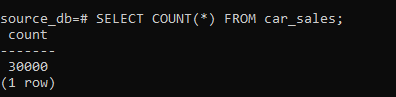 source_db=# SELECT COUNT(*) FROM car_sales;
 count
-------
 30000
(1 row)